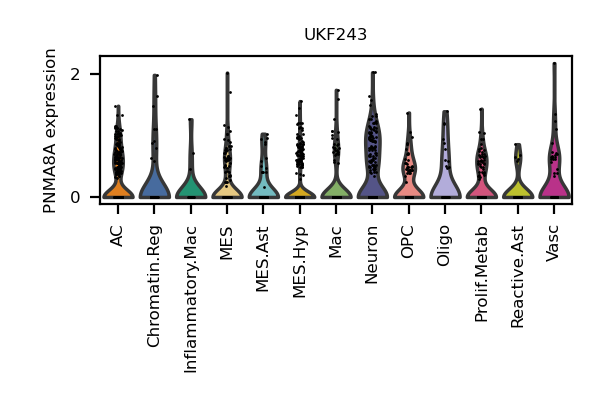 UKF243
PNMA8A expression
2
0
AC
Chromatin.Reg
Inflammatory.Mac
MES
MES.Ast
MES.Hyp
Mac
Neuron
OPC
Oligo
Prolif.Metab
Reactive.Ast
Vasc